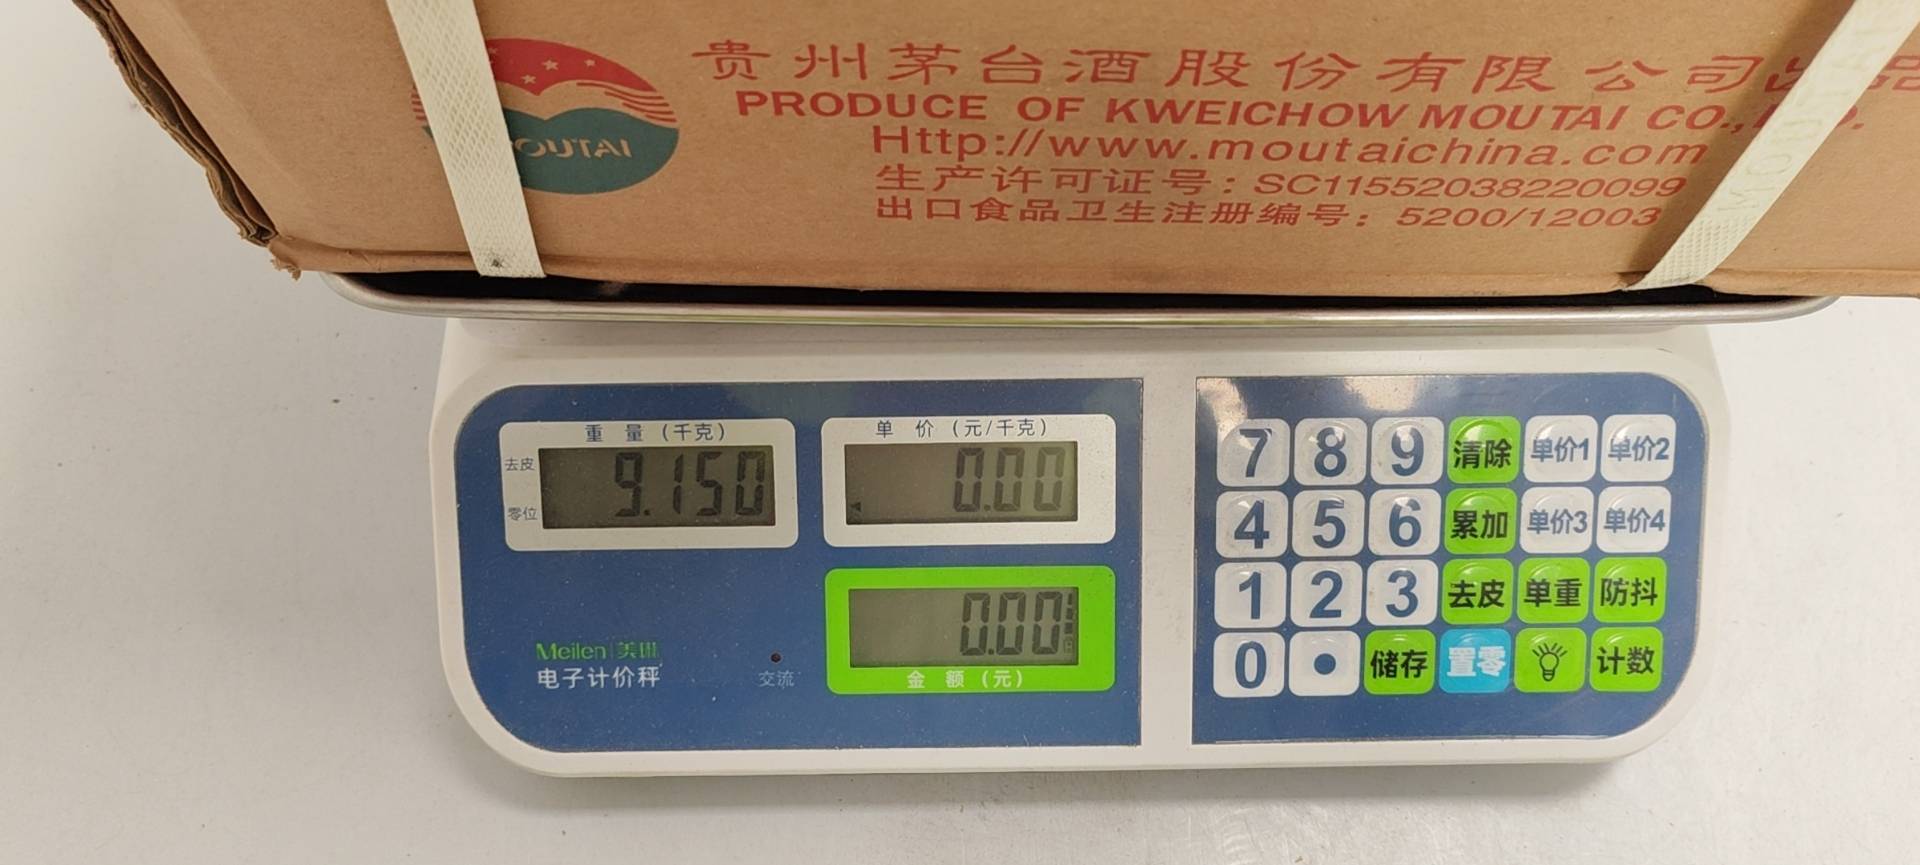 贵州茅台酒股份有限公司出品
PRODUCE OF KWEICHOW MOUTAI CO.,
OUTAI
Http://www.moutaichina.com
生产许可证号: SC11552038220099
出口食品卫生注册编号: 5200/12003
重 量 (千克)
去皮
零位
9.150
单 价 (元/千克)
0.00
0.00
金 额 (元)
Meilen 美琳
电子计价秤
交流
7 8 9 清除 单价1 单价2
4 5 6 累加 单价3 单价4
1 2 3 去皮 单重 防抖
0 • 储存 置零 计数